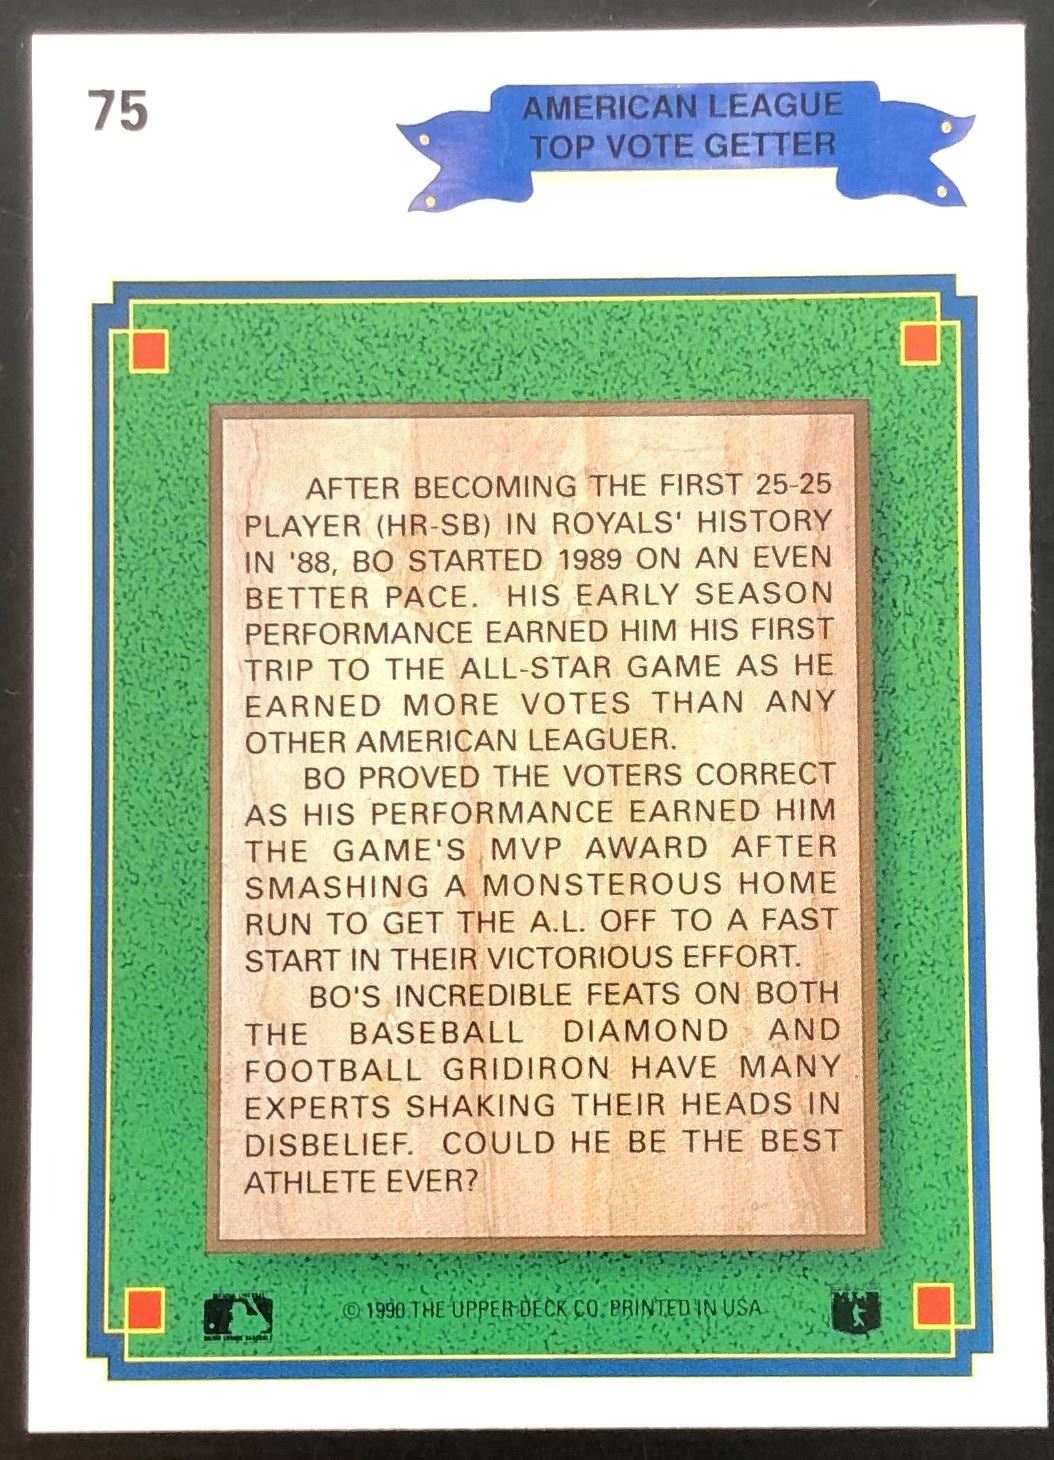 75
AMERICAN LEAGUE
TOP VOTE GETTER
AFTER BECOMING THE FIRST 25-25
PLAYER (HR-SB) IN ROYALS' HISTORY
IN '88, BO STARTED 1989 ON AN EVEN
BETTER PACE. HIS EARLY SEASON
PERFORMANCE EARNED HIM HIS FIRST
TRIP TO THE ALL-STAR GAME AS HE
EARNED MORE VOTES THAN ANY
OTHER AMERICAN LEAGUER.
BO PROVED THE VOTERS CORRECT
AS HIS PERFORMANCE EARNED HIM
THE GAME'S MVP AWARD AFTER
SMASHING A MONSTEROUS HOME
RUN TO GET THE A.L. OFF TO A FAST
START IN THEIR VICTORIOUS EFFORT.
BO'S INCREDIBLE FEATS ON BOTH
THE BASEBALL DIAMOND AND
FOOTBALL GRIDIRON HAVE MANY
EXPERTS SHAKING THEIR HEADS IN
DISBELIEF. COULD HE BE THE BEST
ATHLETE EVER?
© 1990 THE UPPER DECK CO. PRINTED IN USA